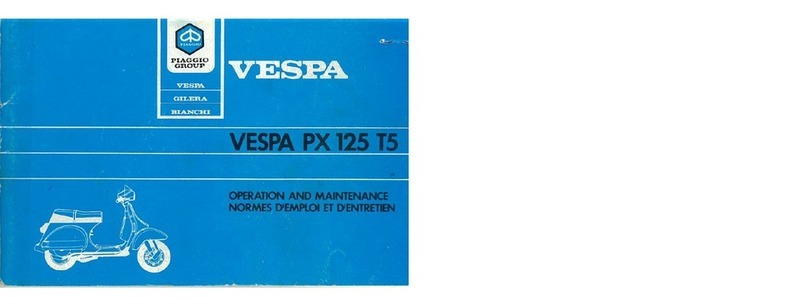 PIAGGIO
PIAGGIO
GROUP
VESPA
GILERA
BIANCHI
VESPA
VESPA PX 125 T5
OPERATION AND MAINTENANCE
NORMES D'EMPLOI ET D'ENTRETIEN